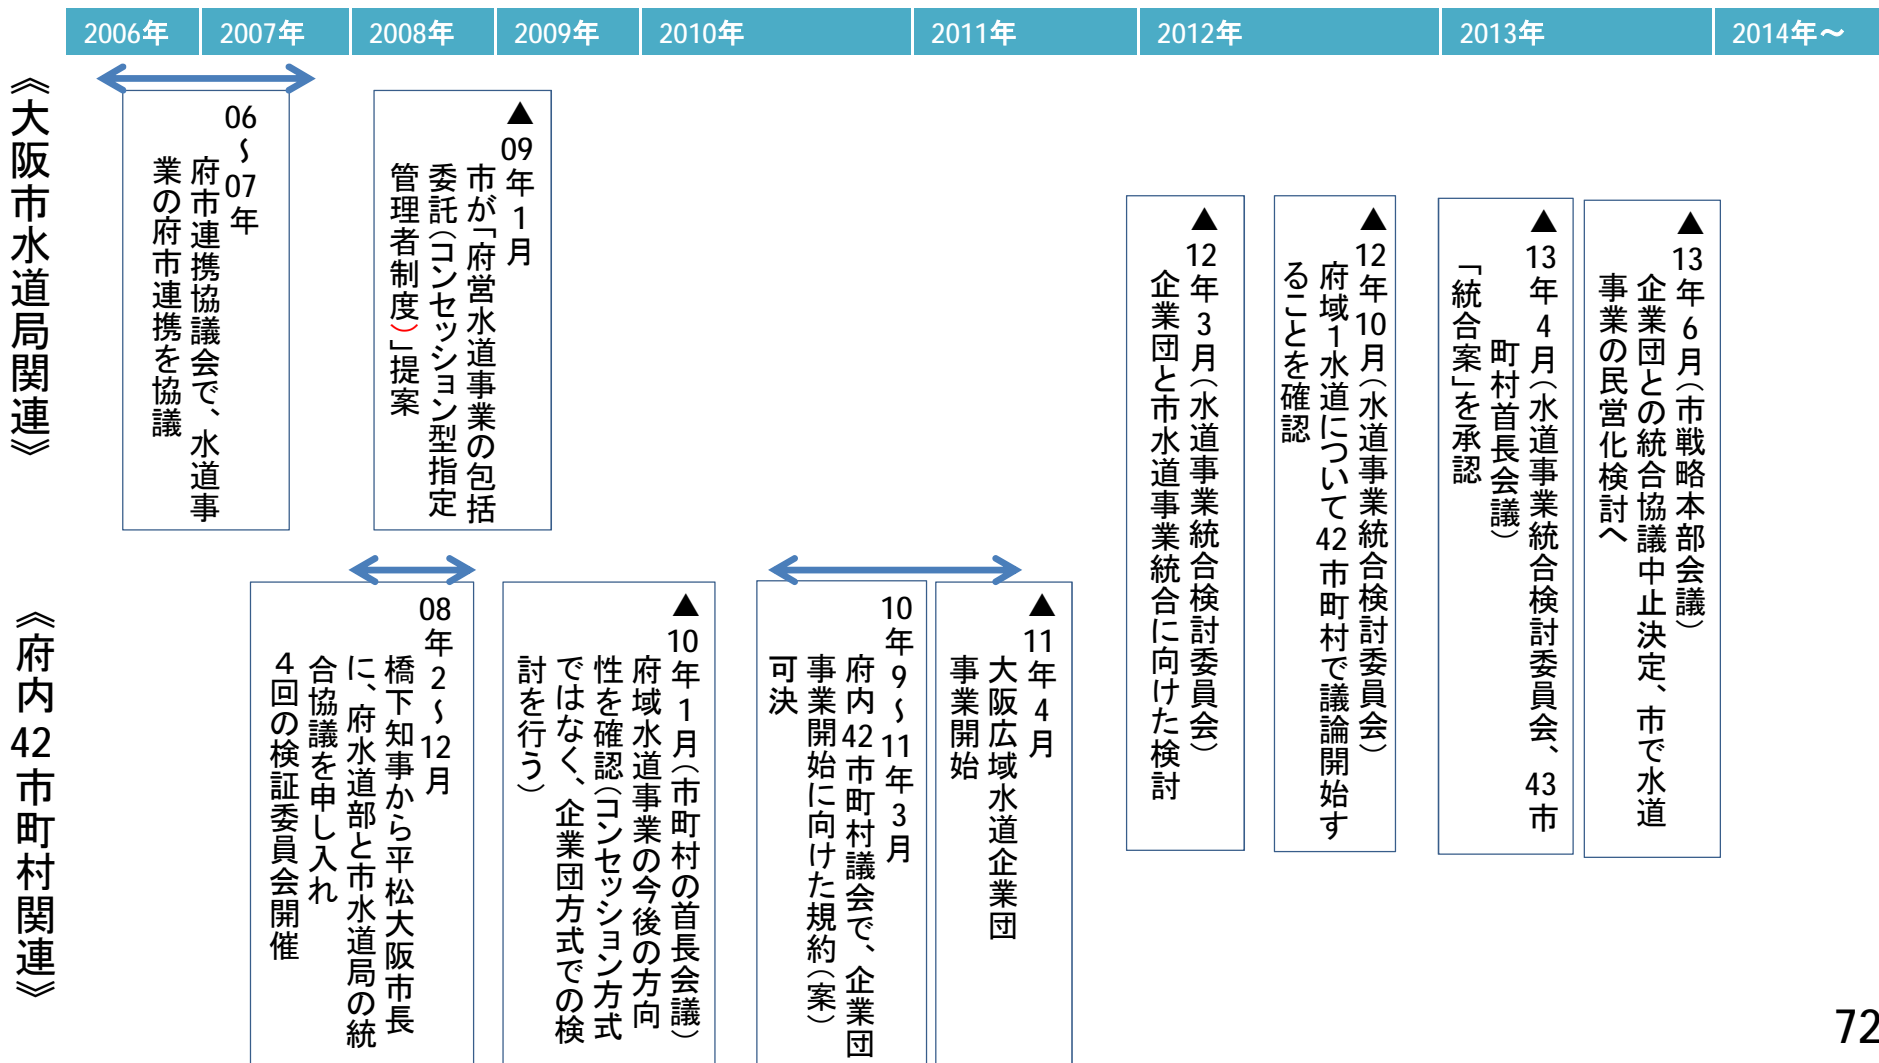 2006年
2007年
2008年
2009年
2010年
2011年
2012年
2013年
2014年～
《大阪市水道局関連》
06～07年
府市連携協議会で、水道事
業の府市連携を協議
▲09年1月
市が「府営水道事業の包括
委託（コンセッション型指定
管理者制度）」提案
▲12年3月（水道事業統合検討委員会）
企業団と市水道事業統合に向けた検討
▲12年10月（水道事業統合検討委員会）
府域1水道について42市町村で議論開始す
ることを確認
▲13年4月（水道事業統合検討委員会、43市
町村首長会議）
「統合案」を承認
▲13年6月（市戦略本部会議）
企業団との統合協議中止決定、市で水道
事業の民営化検討へ
《府内42市町村関連》
08年2～12月
橋下知事から平松大阪市長
に、府水道部と市水道局の統
合協議を申し入れ
4回の検証委員会開催
▲10年1月（市町村の首長会議）
府域水道事業の今後の方向
性を確認（コンセッション方式
ではなく、企業団方式での検
討を行う）
10年9～11年3月
府内42市町村議会で、企業団
事業開始に向けた規約（案）
可決
▲11年4月
大阪広域水道企業団
事業開始
72